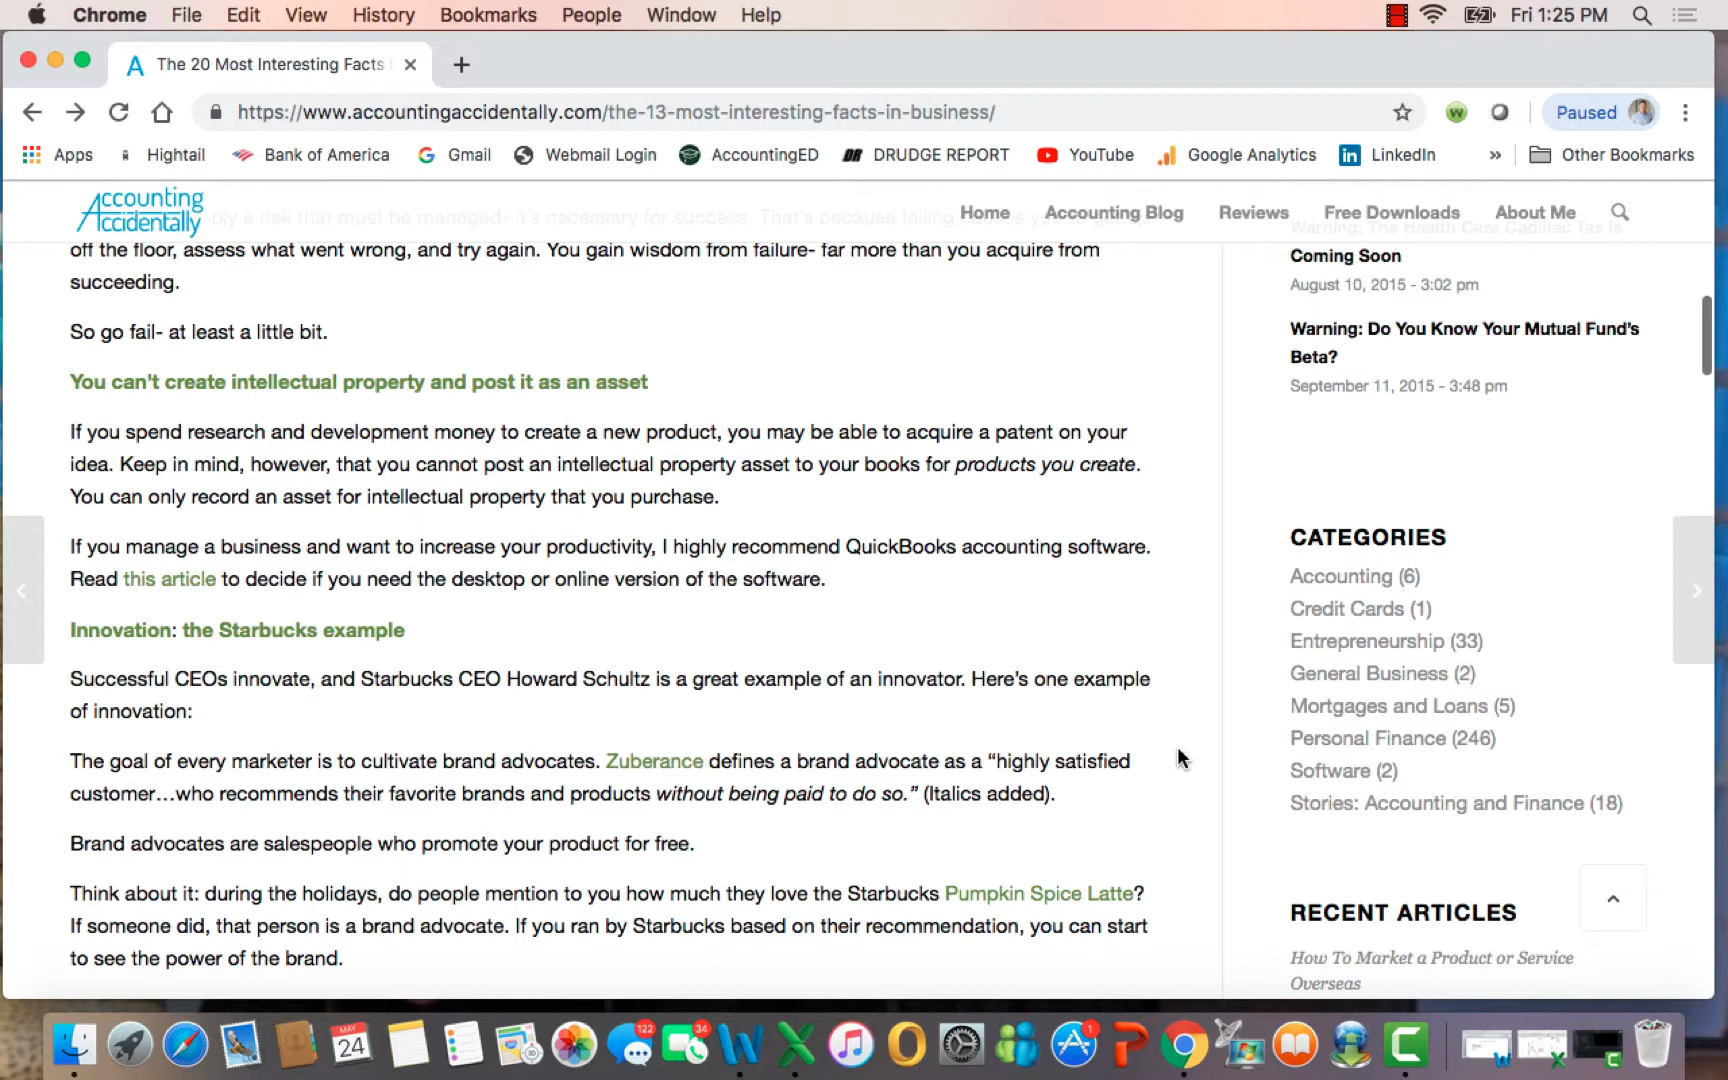 Chrome File Edit View History Bookmarks People Window Help Fri 1:25 PM
A The 20 Most Interesting Facts
https://www.accountingaccidentally.com/the-13-most-interesting-facts-in-business/ Paused
Apps Hightail Bank of America Gmail Webmail Login AccountingED DR DRUDGE REPORT YouTube Google Analytics LinkedIn » Other Bookmarks
Accounting Accidentally
Home Accounting Blog Reviews Free Downloads About Me
off the floor, assess what went wrong, and try again. You gain wisdom from failure- far more than you acquire from
succeeding.
So go fail- at least a little bit.
You can't create intellectual property and post it as an asset
If you spend research and development money to create a new product, you may be able to acquire a patent on your
idea. Keep in mind, however, that you cannot post an intellectual property asset to your books for products you create.
You can only record an asset for intellectual property that you purchase.
If you manage a business and want to increase your productivity, I highly recommend QuickBooks accounting software.
Read this article to decide if you need the desktop or online version of the software.
Innovation: the Starbucks example
Successful CEOs innovate, and Starbucks CEO Howard Schultz is a great example of an innovator. Here's one example
of innovation:
The goal of every marketer is to cultivate brand advocates. Zuberance defines a brand advocate as a “highly satisfied
customer…who recommends their favorite brands and products without being paid to do so.” (Italics added).
Brand advocates are salespeople who promote your product for free.
Think about it: during the holidays, do people mention to you how much they love the Starbucks Pumpkin Spice Latte?
If someone did, that person is a brand advocate. If you ran by Starbucks based on their recommendation, you can start
to see the power of the brand.
Warning: The Health Care Cadillac Tax is
Coming Soon
August 10, 2015 - 3:02 pm
Warning: Do You Know Your Mutual Fund's
Beta?
September 11, 2015 - 3:48 pm
CATEGORIES
Accounting (6)
Credit Cards (1)
Entrepreneurship (33)
General Business (2)
Mortgages and Loans (5)
Personal Finance (246)
Software (2)
Stories: Accounting and Finance (18)
RECENT ARTICLES
How To Market a Product or Service
Overseas
MAY
24
122
34
1